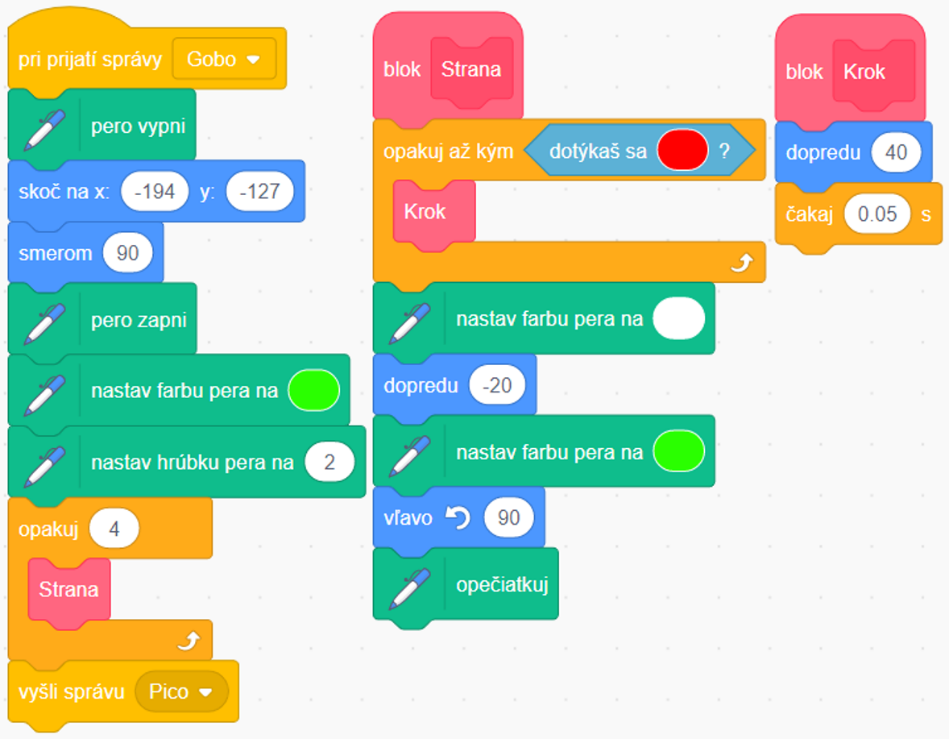 pri prijatí správy Gobo
pero vypni
skoč na x: -194 y: -127
smerom 90
pero zapni
nastav farbu pera na
nastav hrúbku pera na 2
opakuj 4
Strana
vyšli správu Pico
blok Strana
opakuj až kým dotýkaš sa ?
Krok
nastav farbu pera na
dopredu -20
nastav farbu pera na
vľavo 90
opečiatkuj
blok Krok
dopredu 40
čakaj 0.05 s